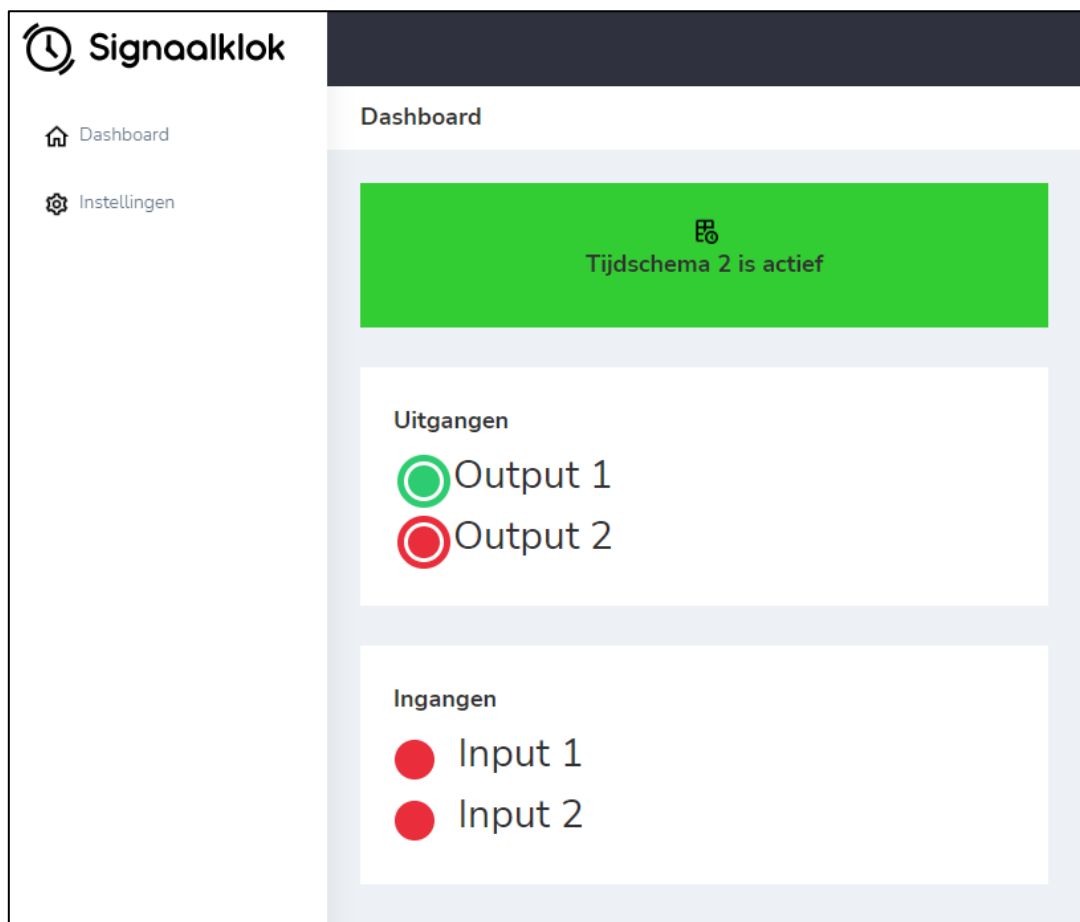 Signaalklok
Dashboard
Instellingen
Dashboard
Tijdschema 2 is actief
Uitgangen
Output 1
Output 2
Ingangen
Input 1
Input 2